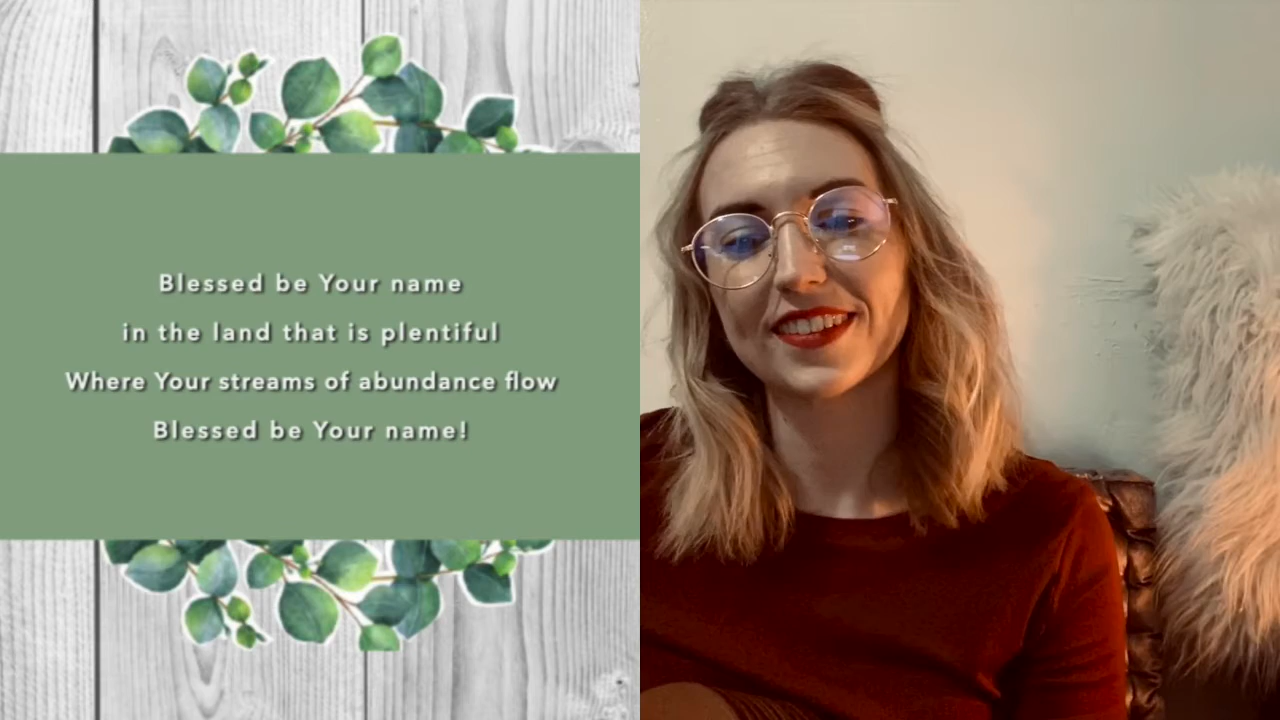 Blessed be Your name
in the land that is plentiful
Where Your streams of abundance flow
Blessed be Your name!